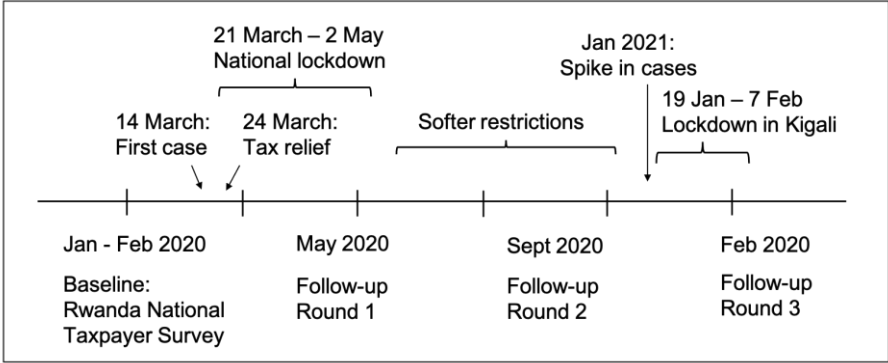 21 March – 2 May
National lockdown
Jan 2021:
Spike in cases
14 March:
First case
24 March:
Tax relief
Softer restrictions
19 Jan – 7 Feb
Lockdown in Kigali
Jan - Feb 2020
May 2020
Sept 2020
Feb 2020
Baseline:
Rwanda National
Taxpayer Survey
Follow-up
Round 1
Follow-up
Round 2
Follow-up
Round 3